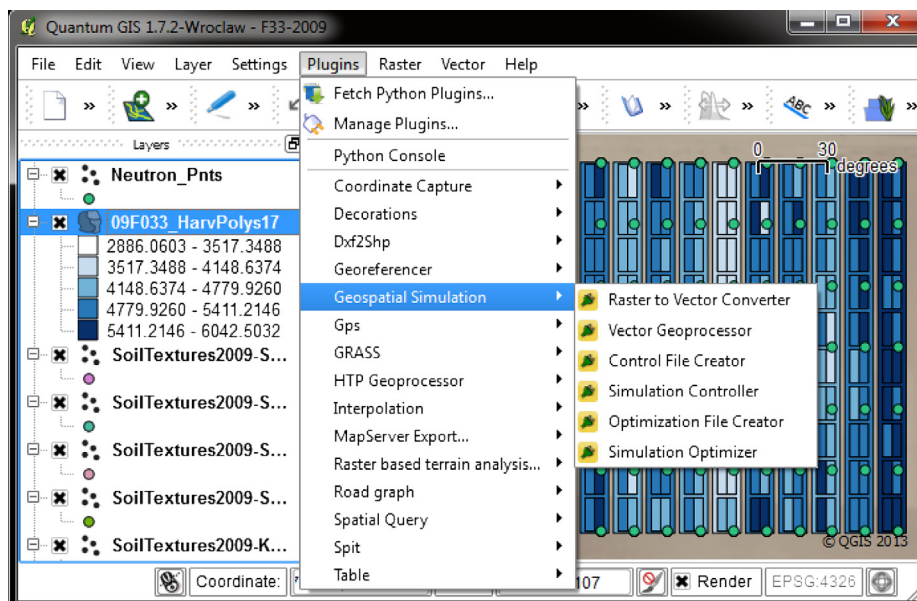 Quantum GIS 1.7.2-Wroclaw - F33-2009
File Edit View Layer Settings Plugins Raster Vector Help
Fetch Python Plugins...
Manage Plugins...
Python Console
Coordinate Capture
Decorations
Dxf2Shp
Georeferencer
Geospatial Simulation
Gps
GRASS
HTP Geoprocessor
Interpolation
MapServer Export...
Raster based terrain analysis...
Road graph
Spatial Query
Spit
Table
Raster to Vector Converter
Vector Geoprocessor
Control File Creator
Simulation Controller
Optimization File Creator
Simulation Optimizer
» » » » » » »
ABC
Layers
Neutron_Pnts
09F033_HarvPolys17
2886.0603 - 3517.3488
3517.3488 - 4148.6374
4148.6374 - 4779.9260
4779.9260 - 5411.2146
5411.2146 - 6042.5032
SoilTextures2009-S...
SoilTextures2009-S...
SoilTextures2009-S...
SoilTextures2009-S...
SoilTextures2009-K...
0 30
degrees
© QGIS 2013
Coordinate: 107 Render EPSG:4326